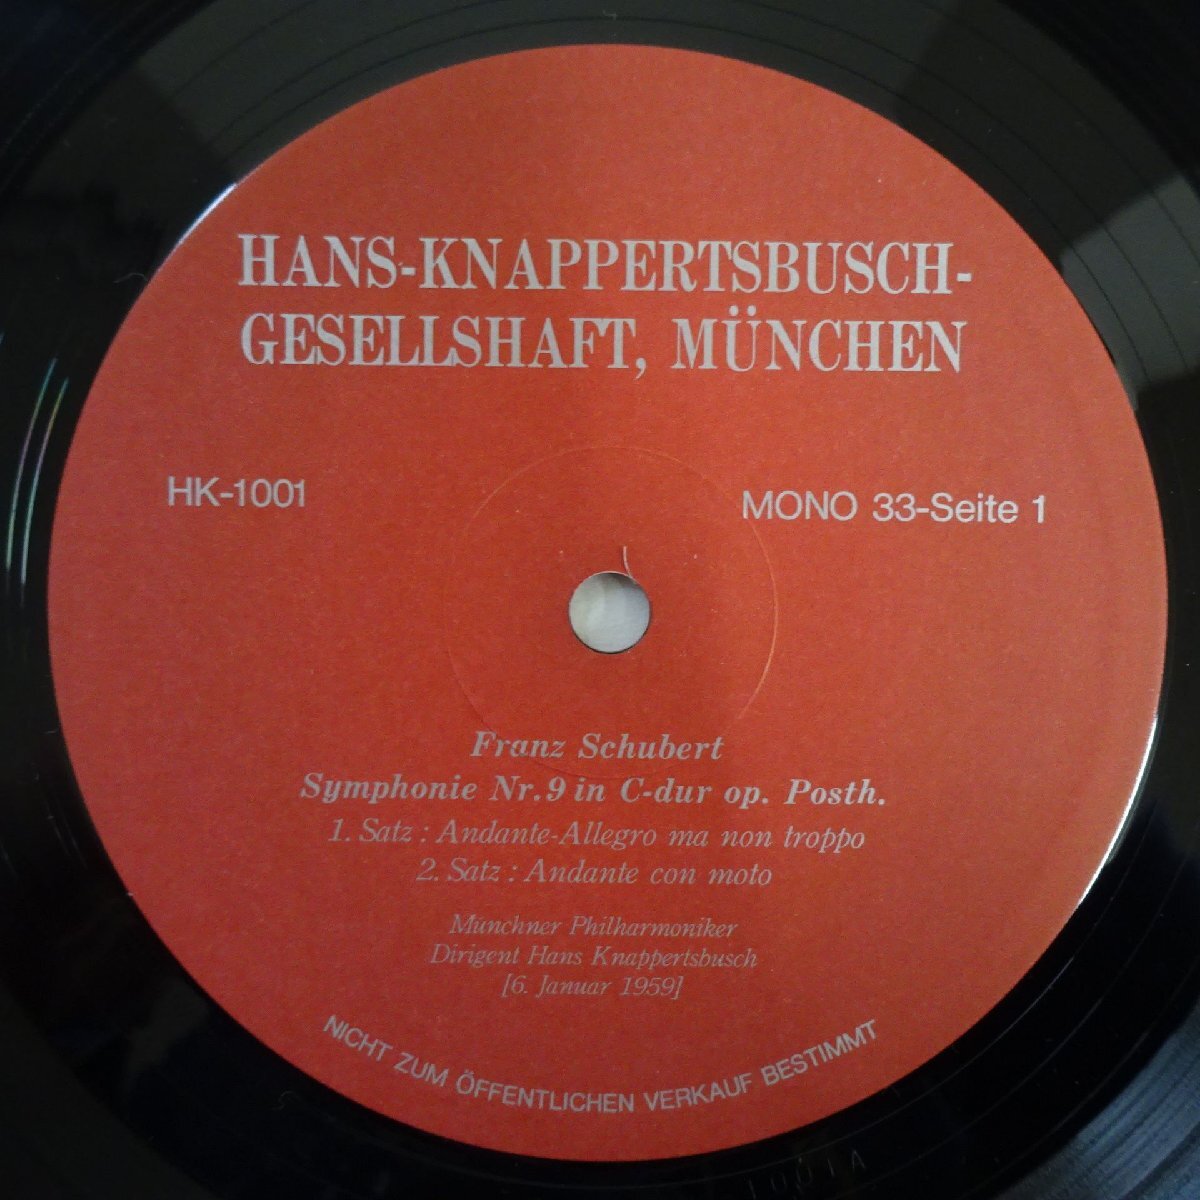 HANS-KNAPPERTSBUSCH-
GESELLSHAFT, MÜNCHEN
HK-1001
MONO 33-Seite 1
Franz Schubert
Symphonie Nr.9 in C-dur op. Posth.
1. Satz : Andante-Allegro ma non troppo
2. Satz : Andante con moto
Münchner Philharmoniker
Dirigent Hans Knappertsbusch
[6. Januar 1959]
NICHT ZUM ÖFFENTLICHEN VERKAUF BESTIMMT